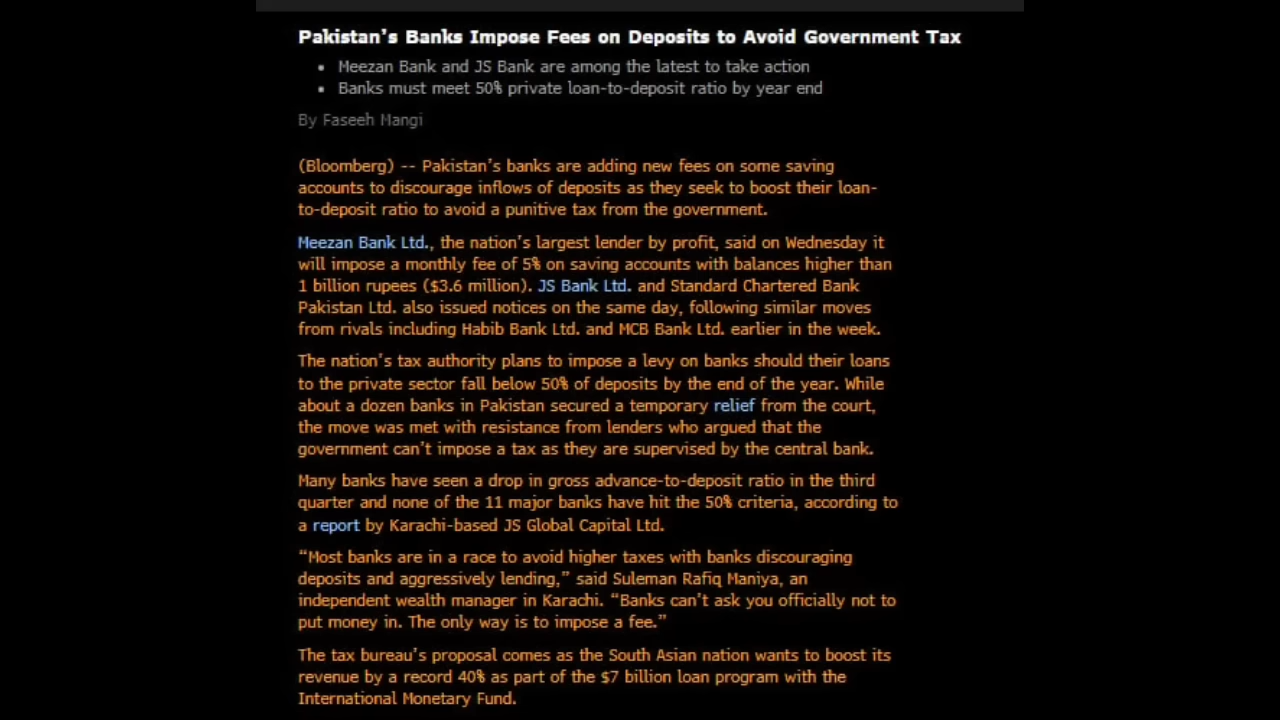 Pakistan's Banks Impose Fees on Deposits to Avoid Government Tax
• Meezan Bank and JS Bank are among the latest to take action
• Banks must meet 50% private loan-to-deposit ratio by year end
By Faseeh Mangi
(Bloomberg) -- Pakistan's banks are adding new fees on some saving
accounts to discourage inflows of deposits as they seek to boost their loan-
to-deposit ratio to avoid a punitive tax from the government.
Meezan Bank Ltd., the nation's largest lender by profit, said on Wednesday it
will impose a monthly fee of 5% on saving accounts with balances higher than
1 billion rupees ($3.6 million). JS Bank Ltd. and Standard Chartered Bank
Pakistan Ltd. also issued notices on the same day, following similar moves
from rivals including Habib Bank Ltd. and MCB Bank Ltd. earlier in the week.
The nation's tax authority plans to impose a levy on banks should their loans
to the private sector fall below 50% of deposits by the end of the year. While
about a dozen banks in Pakistan secured a temporary relief from the court,
the move was met with resistance from lenders who argued that the
government can't impose a tax as they are supervised by the central bank.
Many banks have seen a drop in gross advance-to-deposit ratio in the third
quarter and none of the 11 major banks have hit the 50% criteria, according to
a report by Karachi-based JS Global Capital Ltd.
“Most banks are in a race to avoid higher taxes with banks discouraging
deposits and aggressively lending,” said Suleman Rafiq Maniya, an
independent wealth manager in Karachi. “Banks can't ask you officially not to
put money in. The only way is to impose a fee.”
The tax bureau's proposal comes as the South Asian nation wants to boost its
revenue by a record 40% as part of the $7 billion loan program with the
International Monetary Fund.